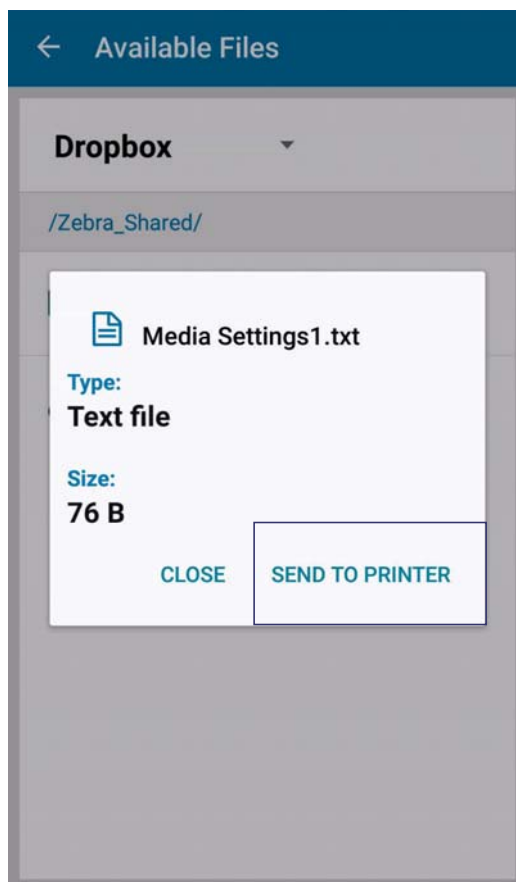 Available Files
Dropbox
/Zebra_Shared/
Media Settings1.txt
Type:
Text file
Size:
76 B
CLOSE SEND TO PRINTER